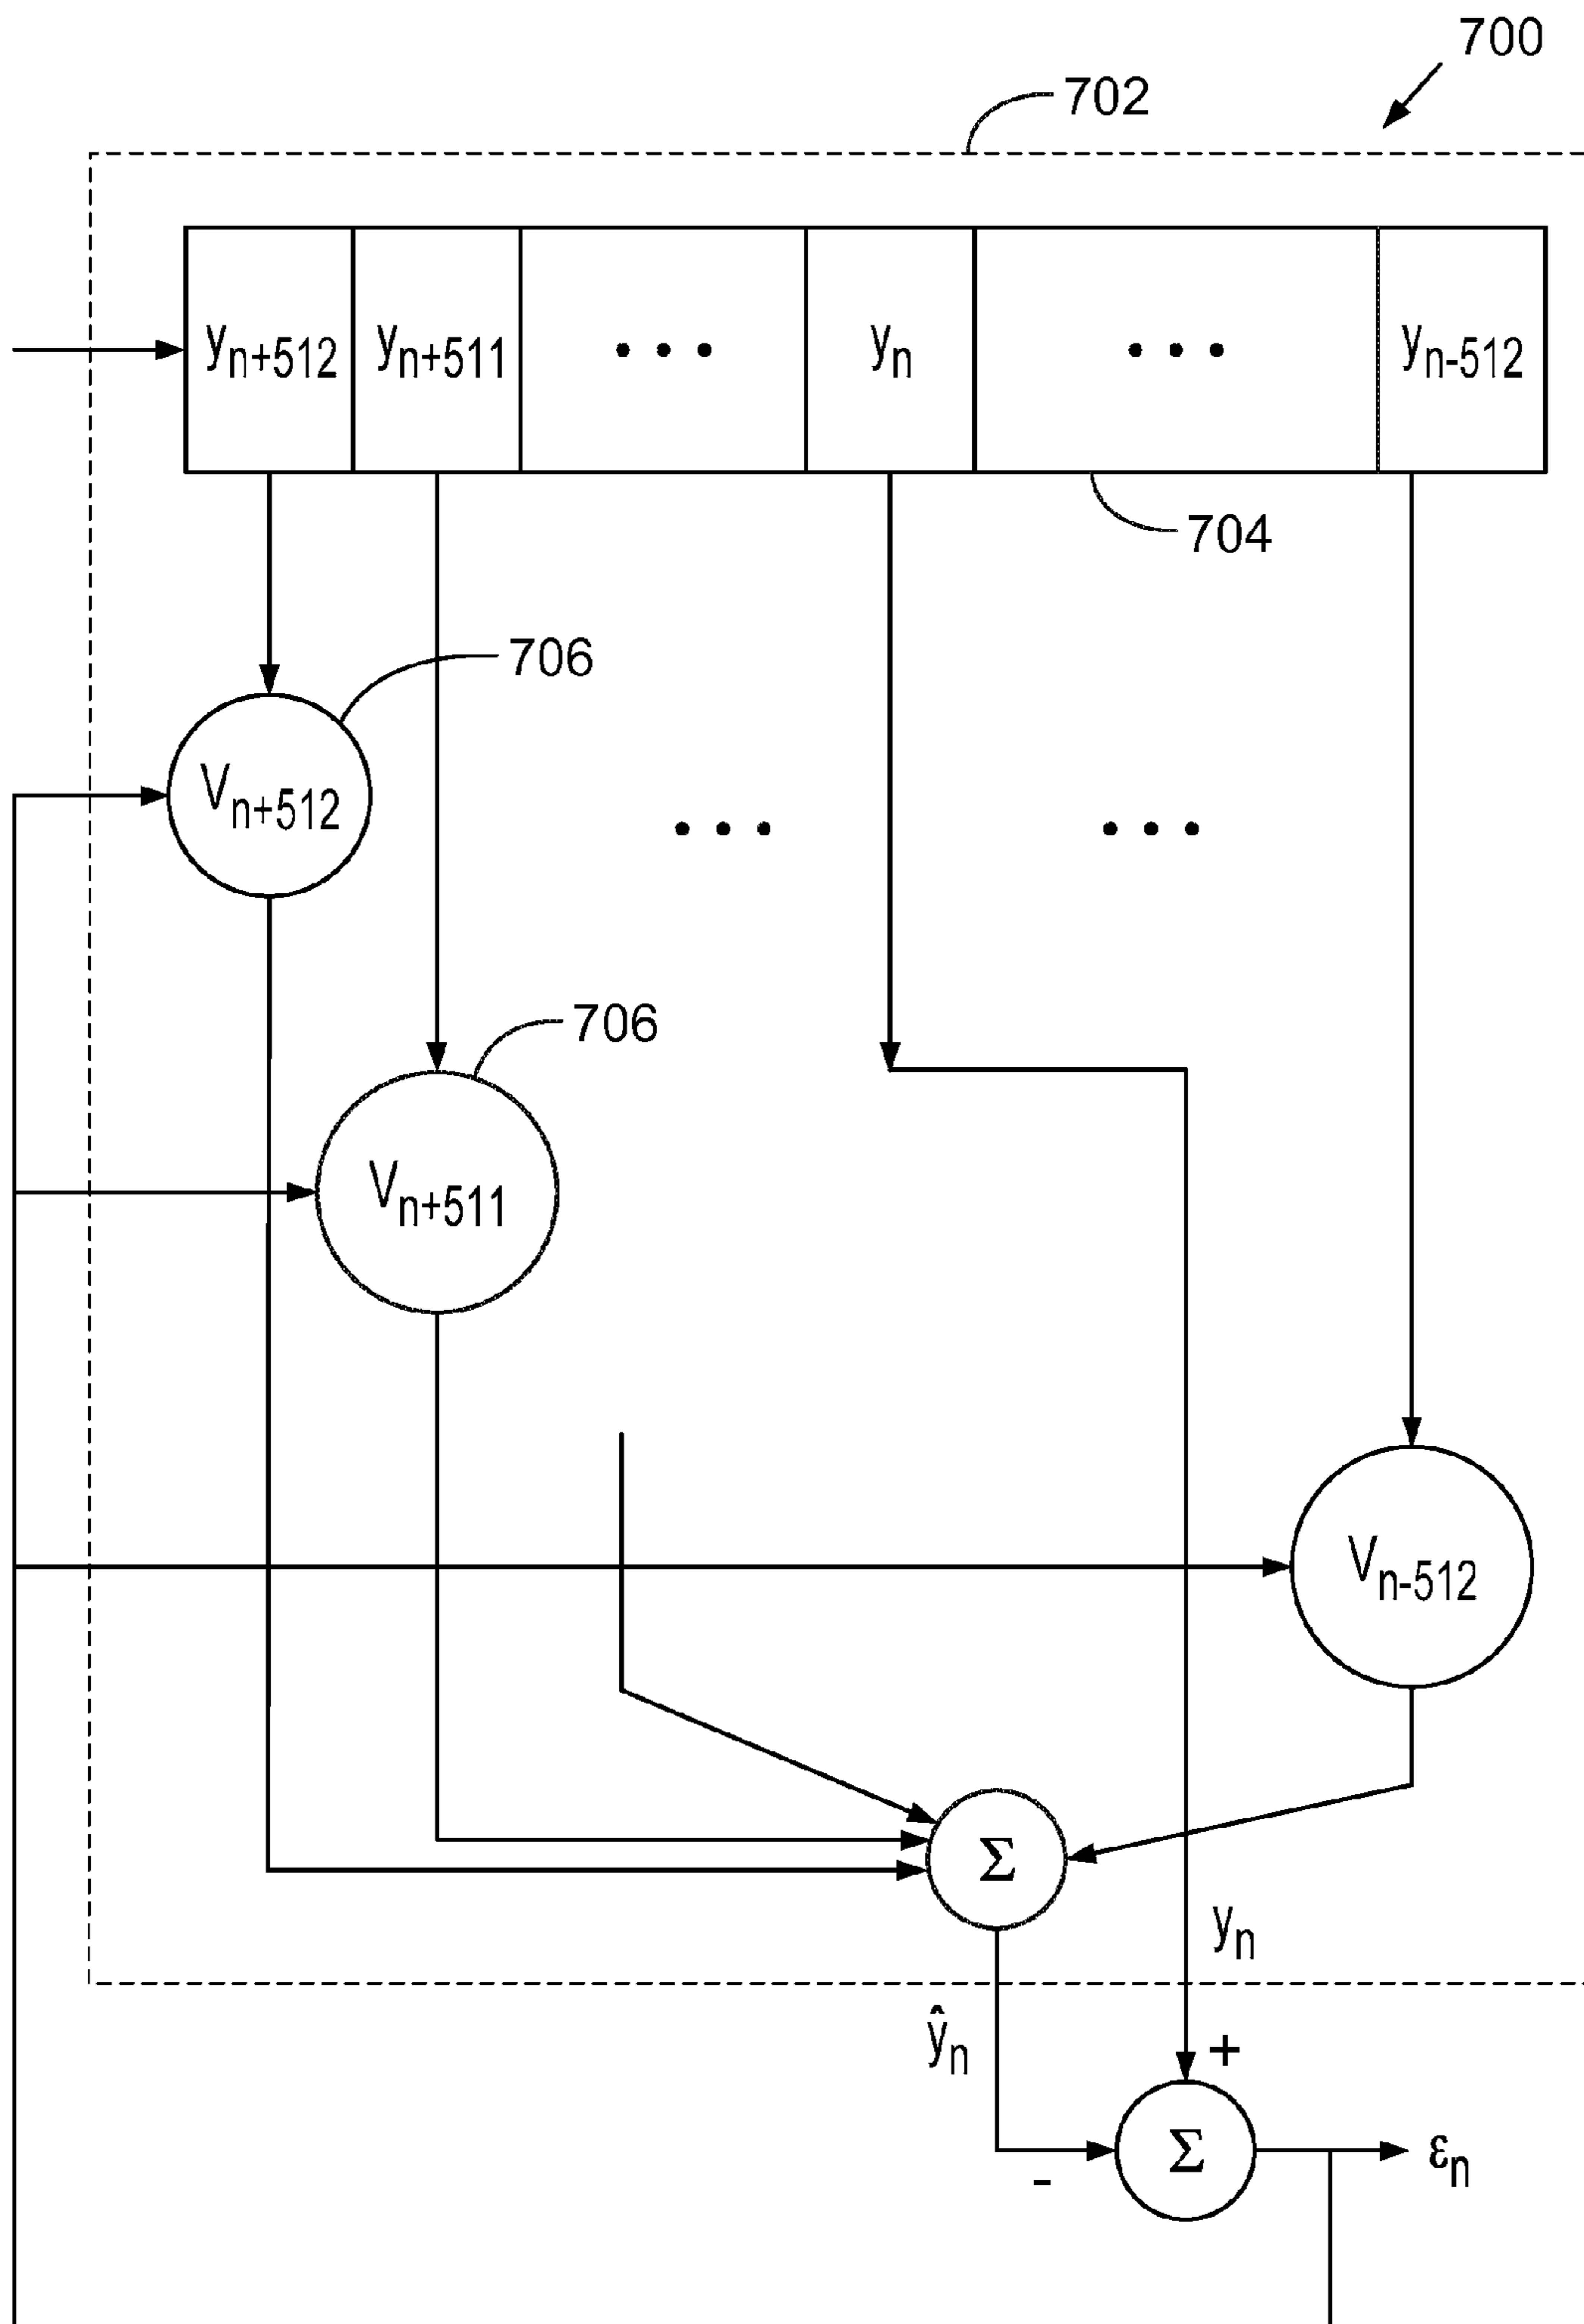 700
702
yn+512 yn+511 • • • yn • • • yn-512
704
706
Vn+512
• • • • • •
706
Vn+511
Vn-512
Σ
yn
ŷn
+
-
Σ
εn